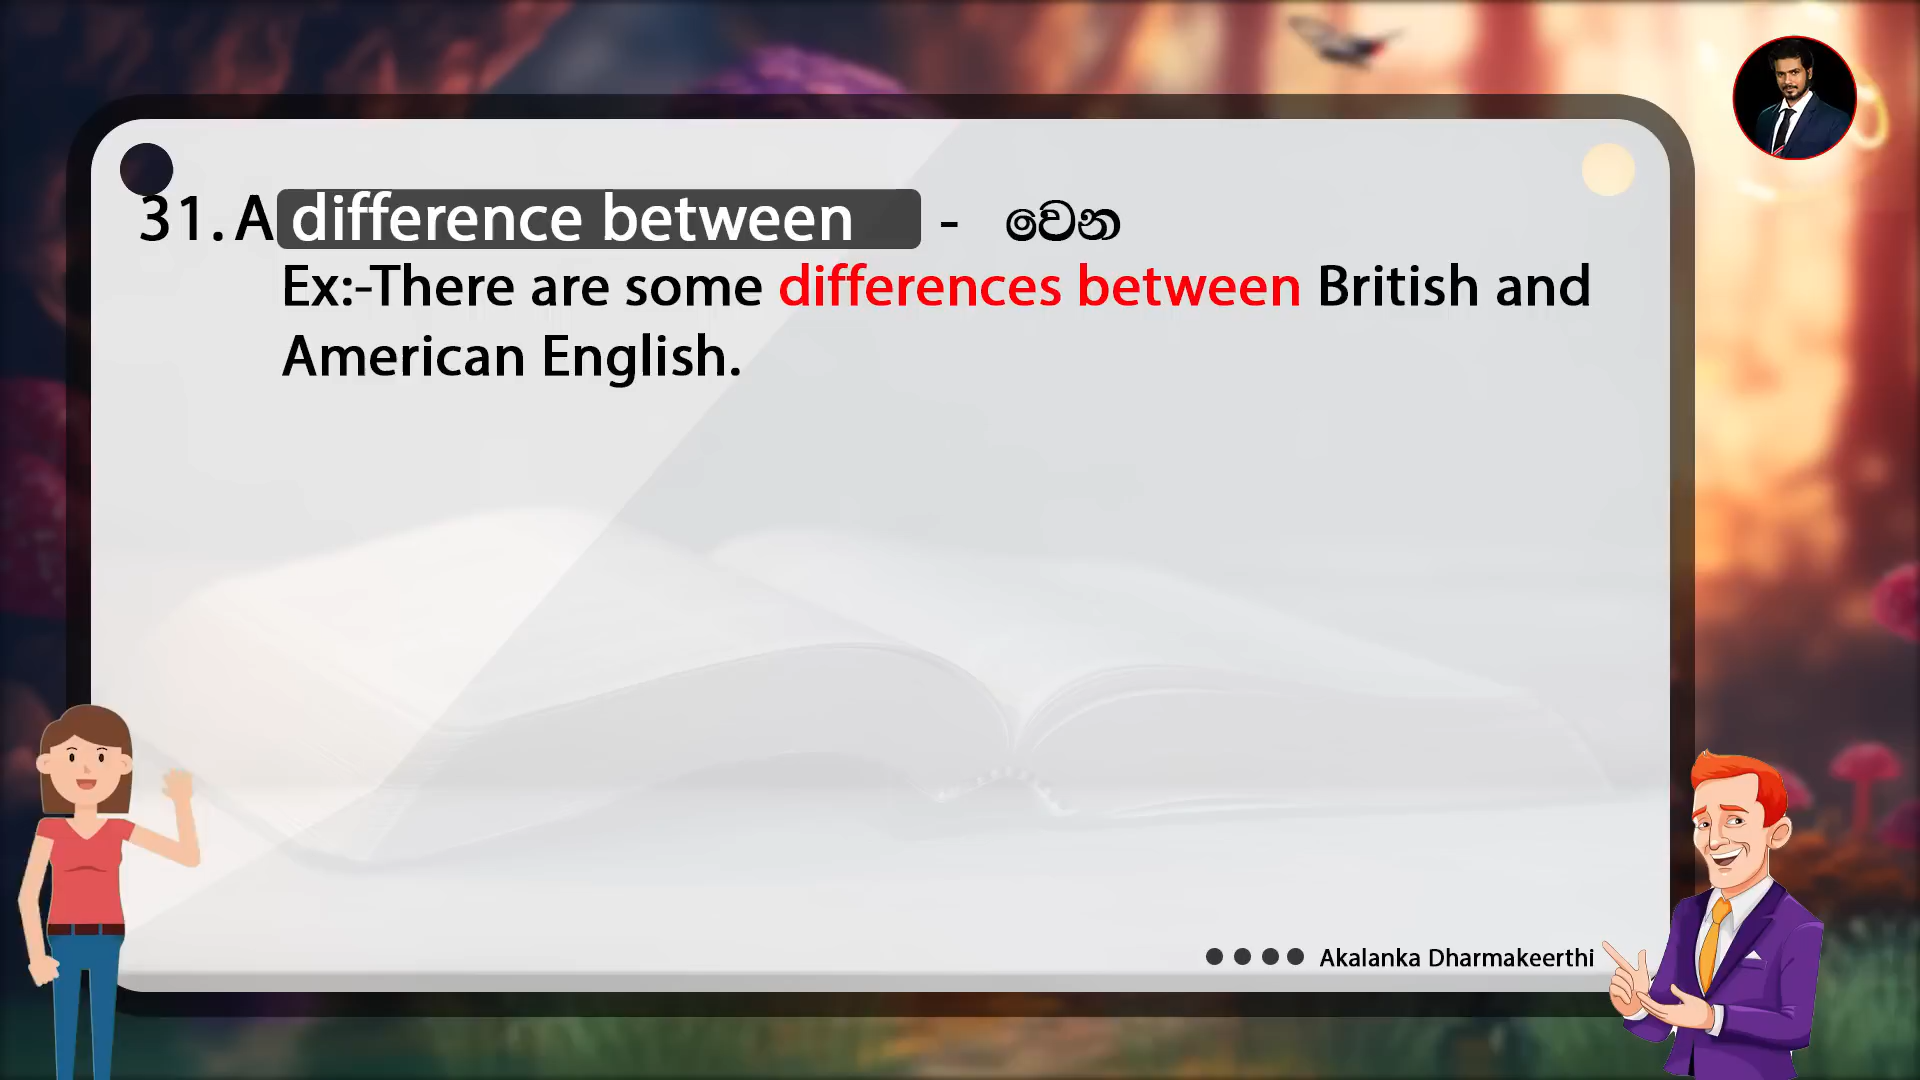 31. A difference between - වෙන
Ex:-There are some differences between British and
American English.
Akalanka Dharmakeerthi